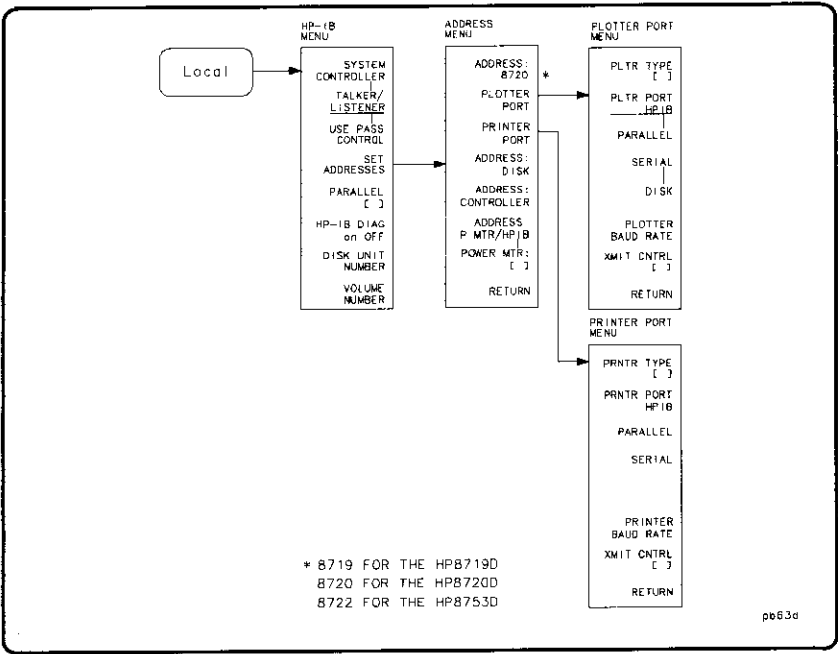 Local
HP-IB
MENU
SYSTEM
CONTROLLER
TALKER/
LISTENER
USE PASS
CONTROL
SET
ADDRESSES
PARALLEL
[ ]
HP-IB DIAG
on OFF
DISK UNIT
NUMBER
VOLUME
NUMBER
ADDRESS
MENU
ADDRESS:
8720 *
PLOTTER
PORT
PRINTER
PORT
ADDRESS:
DISK
ADDRESS:
CONTROLLER
ADDRESS
P MTR/HPIB
POWER MTR:
[ ]
RETURN
PLOTTER PORT
MENU
PLTR TYPE
[ ]
PLTR PORT
HPIB
PARALLEL
SERIAL
DISK
PLOTTER
BAUD RATE
XMIT CNTRL
[ ]
RETURN
PRINTER PORT
MENU
PRNTR TYPE
[ ]
PRNTR PORT
HPIB
PARALLEL
SERIAL
PRINTER
BAUD RATE
XMIT CNTRL
[ ]
RETURN
* 8719 FOR THE HP8719D
8720 FOR THE HP8720D
8722 FOR THE HP8753D
pb63d